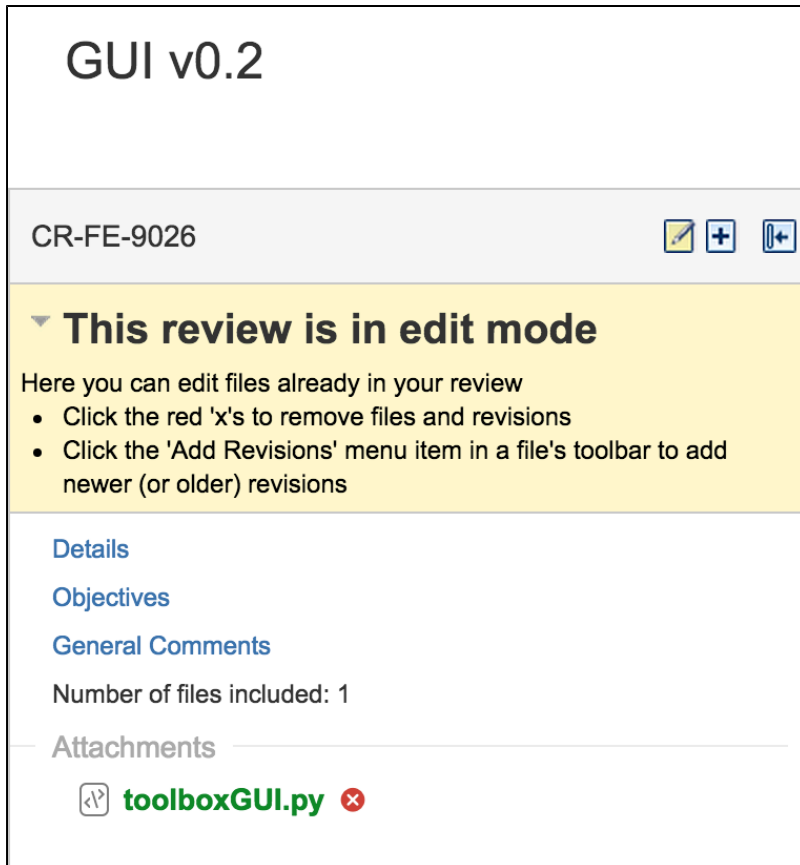 GUI v0.2
CR-FE-9026
This review is in edit mode
Here you can edit files already in your review
• Click the red 'x's to remove files and revisions
• Click the 'Add Revisions' menu item in a file's toolbar to add
newer (or older) revisions
Details
Objectives
General Comments
Number of files included: 1
Attachments
toolboxGUI.py